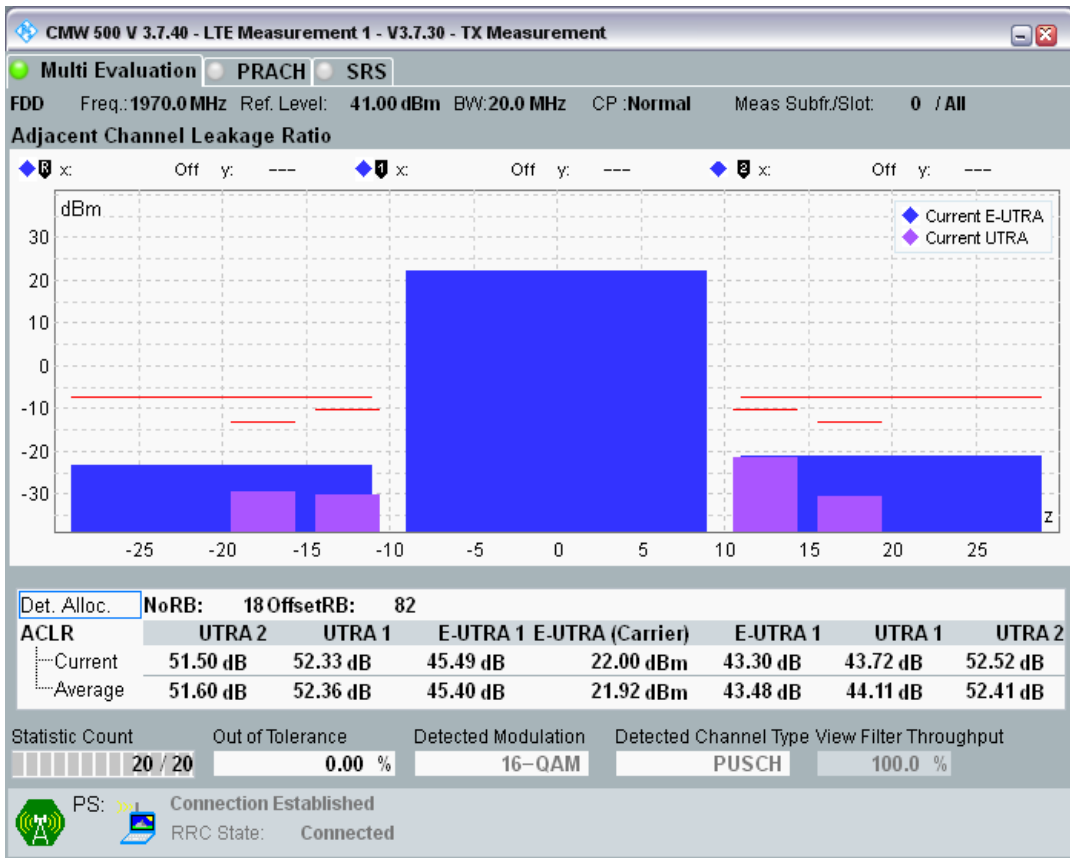 CMW 500 V 3.7.40 - LTE Measurement 1 - V3.7.30 - TX Measurement
Multi Evaluation PRACH SRS
FDD Freq.:1970.0 MHz Ref. Level: 41.00 dBm BW:20.0 MHz CP :Normal Meas Subfr./Slot: 0 / All
Adjacent Channel Leakage Ratio
R x: Off y: --- 1 x: Off y: --- 2 x: Off y: ---
dBm
Current E-UTRA
Current UTRA
30
20
10
0
-10
-20
-30
z
-25 -20 -15 -10 -5 0 5 10 15 20 25
Det. Alloc. NoRB: 18 OffsetRB: 82
ACLR UTRA 2 UTRA 1 E-UTRA 1 E-UTRA (Carrier) E-UTRA 1 UTRA 1 UTRA 2
Current 51.50 dB 52.33 dB 45.49 dB 22.00 dBm 43.30 dB 43.72 dB 52.52 dB
Average 51.60 dB 52.36 dB 45.40 dB 21.92 dBm 43.48 dB 44.11 dB 52.41 dB
Statistic Count Out of Tolerance Detected Modulation Detected Channel Type View Filter Throughput
20 / 20 0.00 % 16-QAM PUSCH 100.0 %
PS: Connection Established
RRC State: Connected